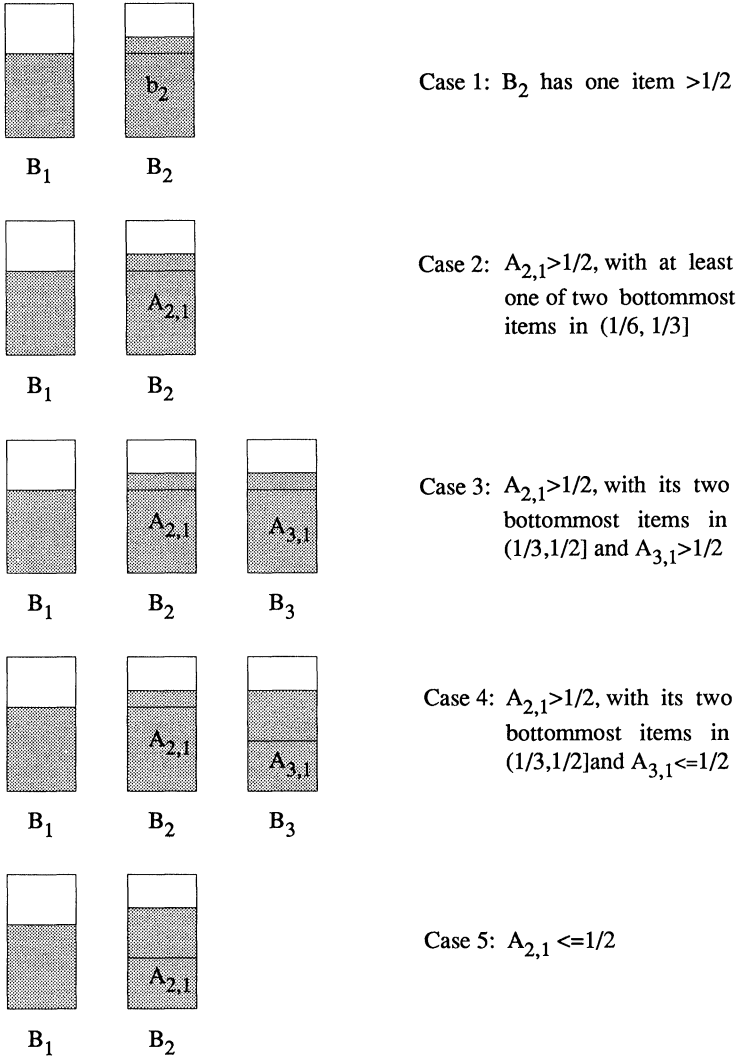 b2
B1 B2
Case 1: B2 has one item >1/2
A2,1
B1 B2
Case 2: A2,1>1/2, with at least
one of two bottommost
items in (1/6, 1/3]
A2,1 A3,1
B1 B2 B3
Case 3: A2,1>1/2, with its two
bottommost items in
(1/3,1/2] and A3,1>1/2
A2,1 A3,1
B1 B2 B3
Case 4: A2,1>1/2, with its two
bottommost items in
(1/3,1/2]and A3,1<=1/2
A2,1
B1 B2
Case 5: A2,1 <=1/2